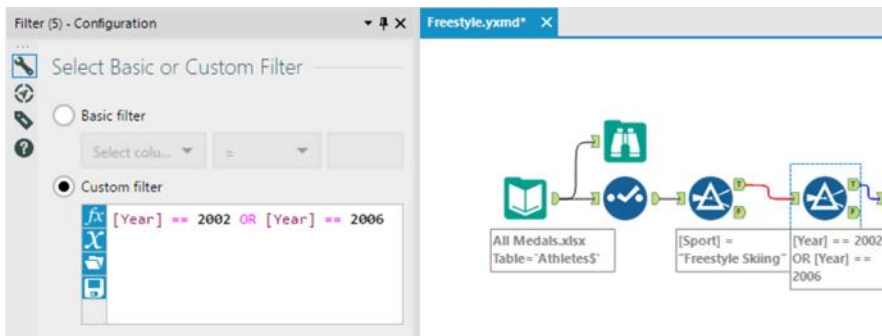 Filter (5) - Configuration
Freestyle.yxmd*
Select Basic or Custom Filter
Basic filter
Select colu...
=
Custom filter
fx
X
[Year] == 2002 OR [Year] == 2006
T
F
T
F
All Medals.xlsx
Table=`Athletes$`
[Sport] =
"Freestyle Skiing"
[Year] == 2002
OR [Year] ==
2006